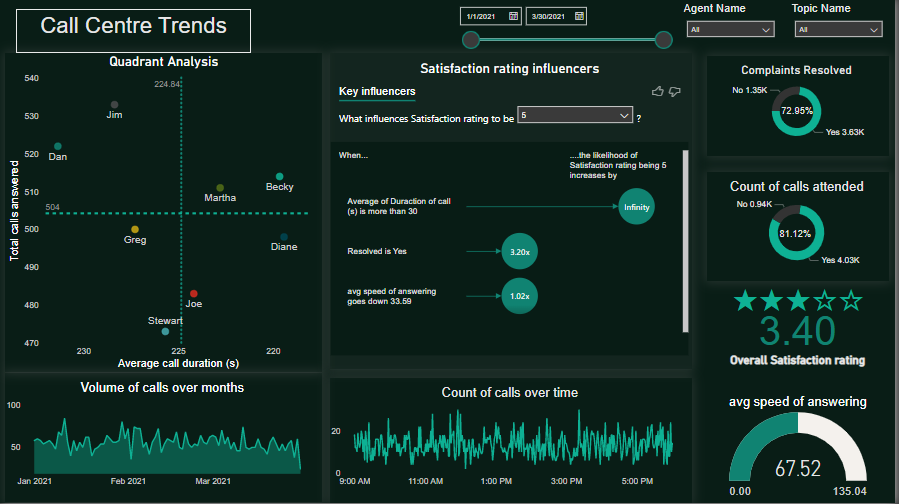 Call Centre Trends
1/1/2021
3/30/2021
Agent Name
All
Topic Name
All
Quadrant Analysis
Total calls answered
540
530
520
510
500
490
480
470
224.84
504
Jim
Dan
Becky
Martha
Greg
Diane
Joe
Stewart
230
225
220
Average call duration (s)
Satisfaction rating influencers
Key influencers
What influences Satisfaction rating to be 5 ?
When...
....the likelihood of
Satisfaction rating being 5
increases by
Average of Duraction of call
(s) is more than 30
Infinity
Resolved is Yes
3.20x
avg speed of answering
goes down 33.59
1.02x
Complaints Resolved
No 1.35K
72.95%
Yes 3.63K
Count of calls attended
No 0.94K
81.12%
Yes 4.03K
3.40
Overall Satisfaction rating
Volume of calls over months
100
50
Jan 2021
Feb 2021
Mar 2021
Count of calls over time
20
0
9:00 AM
11:00 AM
1:00 PM
3:00 PM
5:00 PM
avg speed of answering
67.52
0.00
135.04